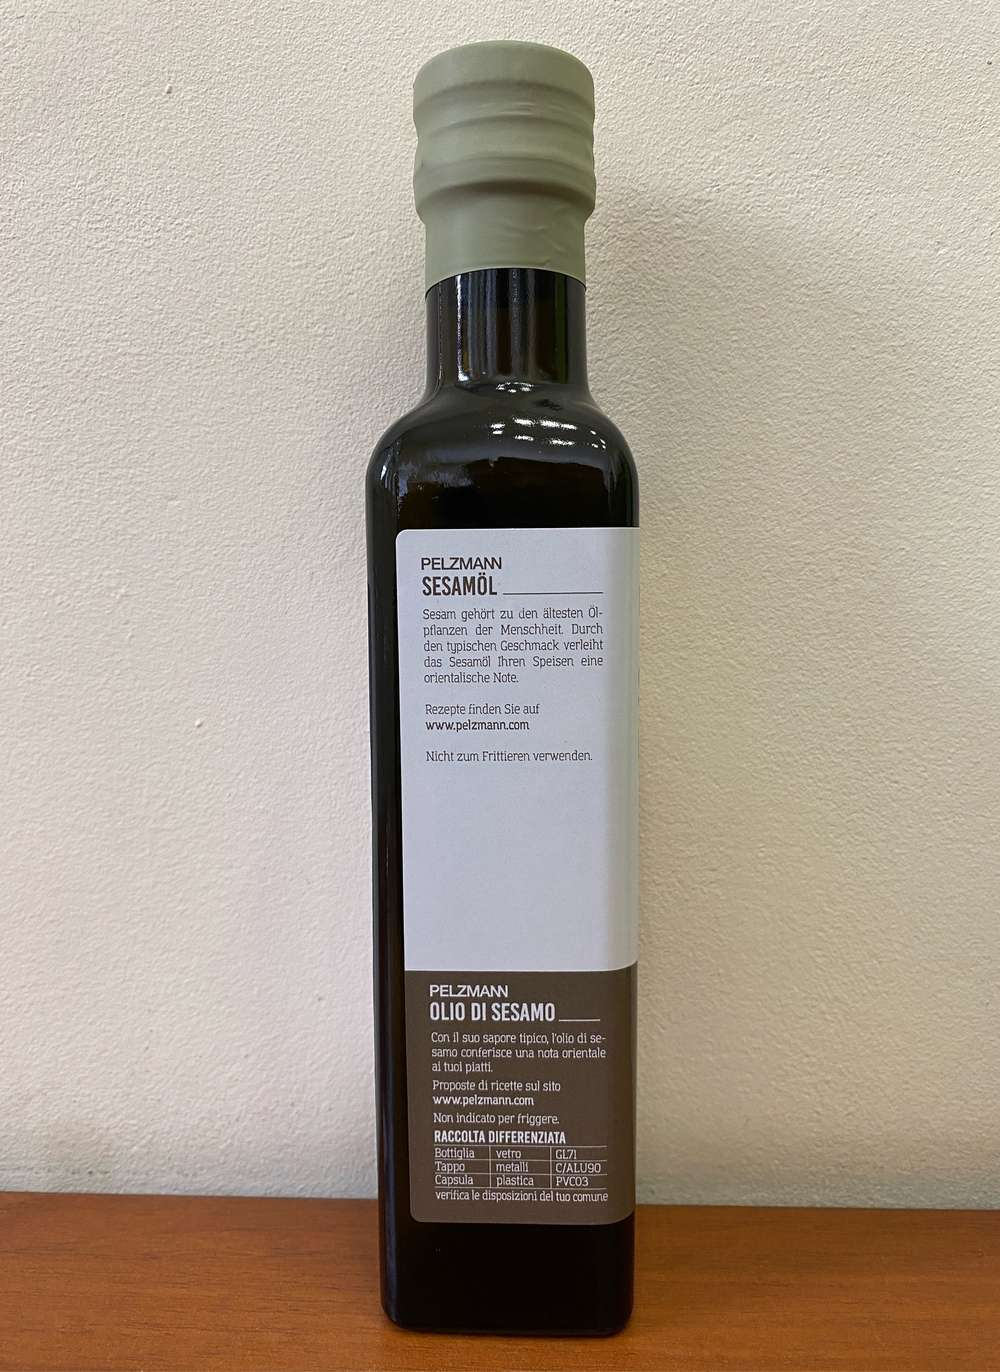 PELZMANN
SESAMÖL
Sesam gehört zu den ältesten Öl-
pflanzen der Menschheit. Durch
den typischen Geschmack verleiht
das Sesamöl Ihren Speisen eine
orientalische Note.
Rezepte finden Sie auf
www.pelzmann.com
Nicht zum Frittieren verwenden.
PELZMANN
OLIO DI SESAMO
Con il suo sapore tipico, l'olio di se-
samo conferisce una nota orientale
ai tuoi piatti.
Proposte di ricette sul sito
www.pelzmann.com
Non indicato per friggere.
RACCOLTA DIFFERENZIATA
Bottiglia vetro GL71
Tappo metalli C/ALU90
Capsula plastica PVC03
verifica le disposizioni del tuo comune